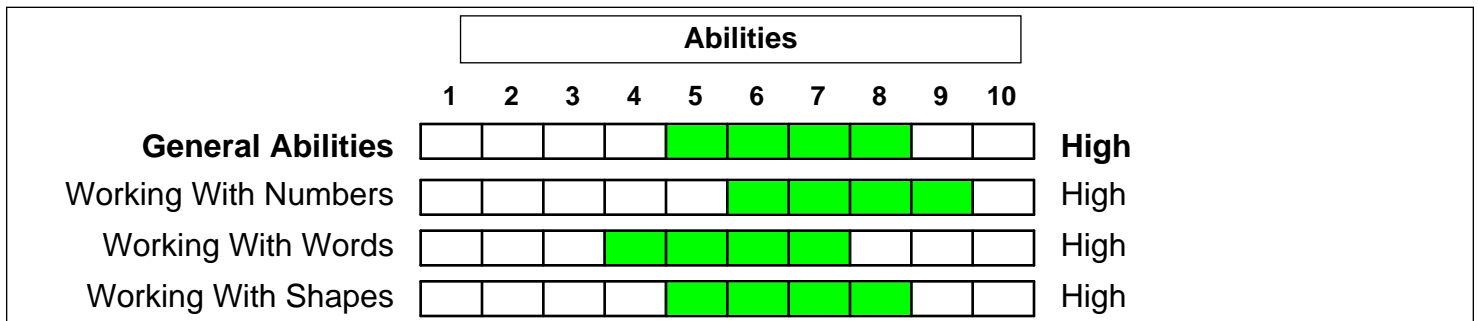 Abilities
1 2 3 4 5 6 7 8 9 10
General Abilities High
Working With Numbers High
Working With Words High
Working With Shapes High